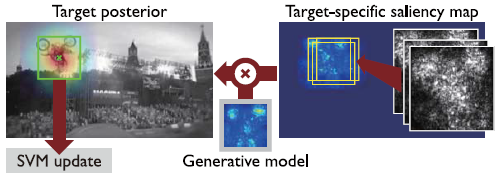 Target posterior
Target-specific saliency map
SVM update
Generative model